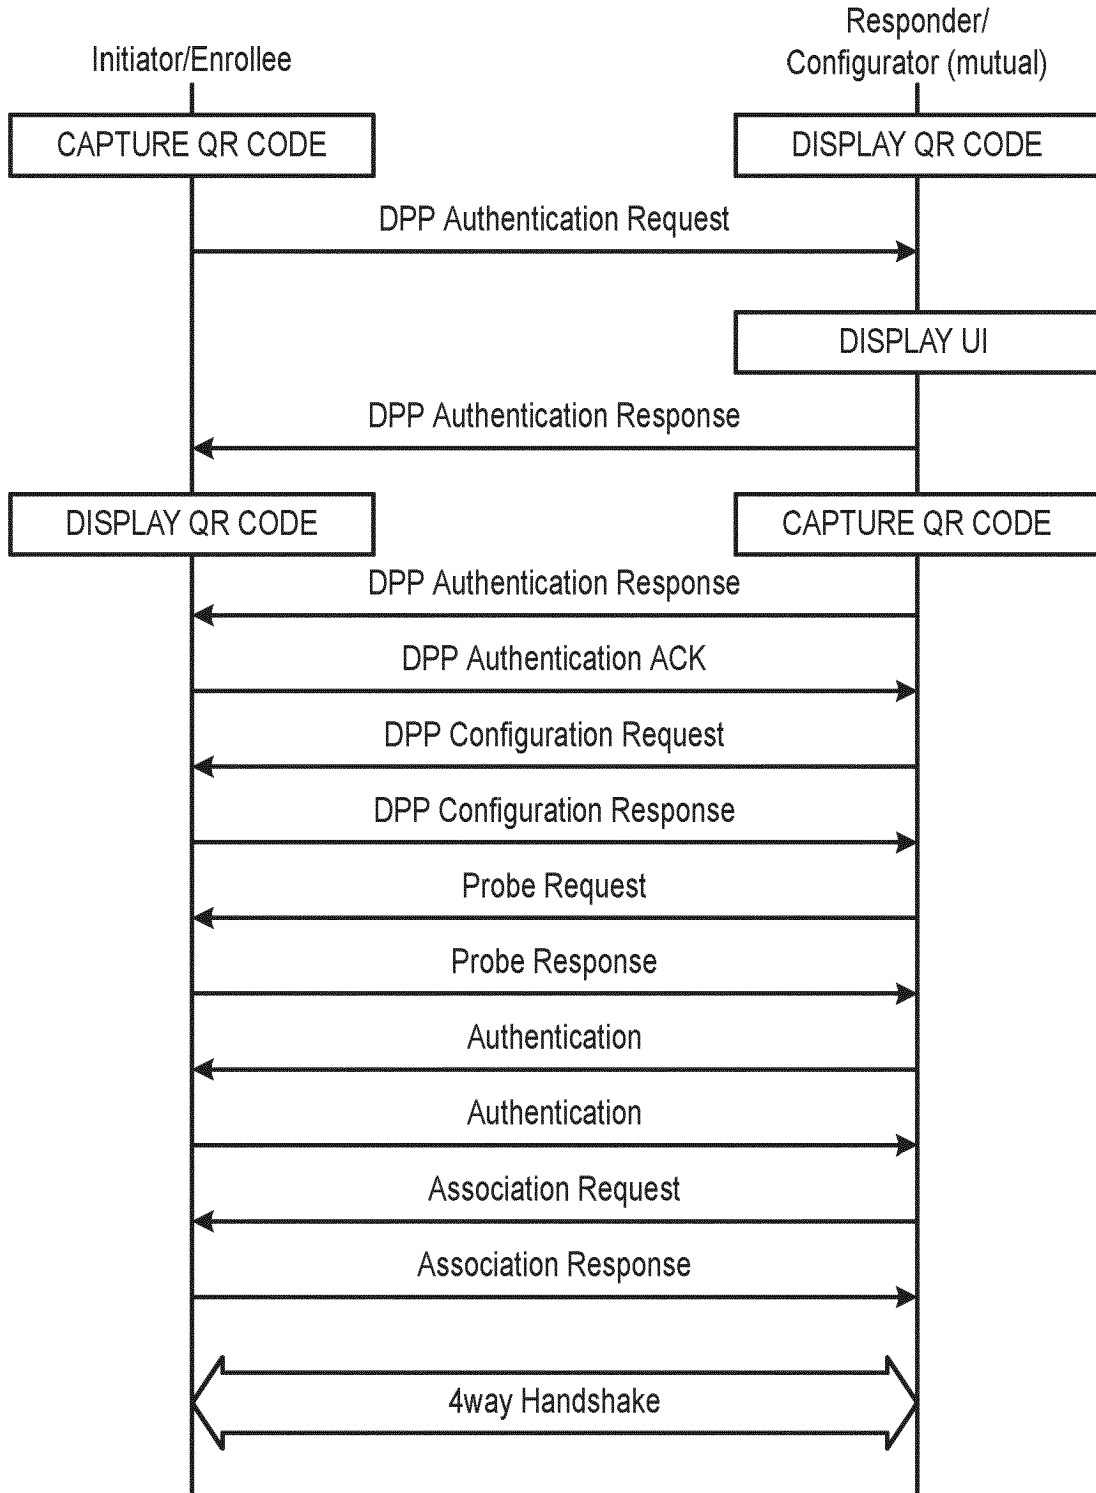 Initiator/Enrollee
Responder/
Configurator (mutual)
CAPTURE QR CODE
DISPLAY QR CODE
DPP Authentication Request
DISPLAY UI
DPP Authentication Response
DISPLAY QR CODE
CAPTURE QR CODE
DPP Authentication Response
DPP Authentication ACK
DPP Configuration Request
DPP Configuration Response
Probe Request
Probe Response
Authentication
Authentication
Association Request
Association Response
4way Handshake